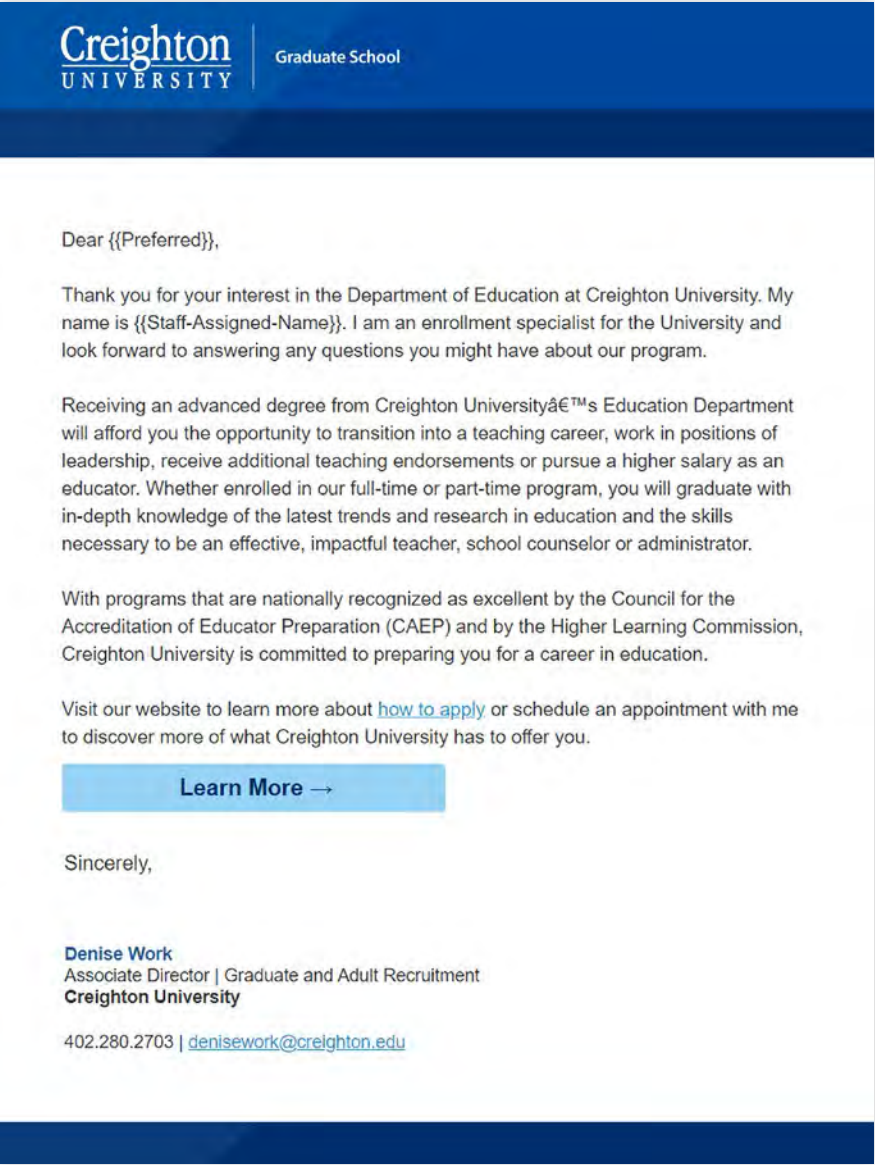 Creighton
UNIVERSITY
Graduate School
Dear {{Preferred}},
Thank you for your interest in the Department of Education at Creighton University. My
name is {{Staff-Assigned-Name}}. I am an enrollment specialist for the University and
look forward to answering any questions you might have about our program.
Receiving an advanced degree from Creighton Universityâ€™s Education Department
will afford you the opportunity to transition into a teaching career, work in positions of
leadership, receive additional teaching endorsements or pursue a higher salary as an
educator. Whether enrolled in our full-time or part-time program, you will graduate with
in-depth knowledge of the latest trends and research in education and the skills
necessary to be an effective, impactful teacher, school counselor or administrator.
With programs that are nationally recognized as excellent by the Council for the
Accreditation of Educator Preparation (CAEP) and by the Higher Learning Commission,
Creighton University is committed to preparing you for a career in education.
Visit our website to learn more about how to apply or schedule an appointment with me
to discover more of what Creighton University has to offer you.
Learn More →
Sincerely,
Denise Work
Associate Director | Graduate and Adult Recruitment
Creighton University
402.280.2703 | denisework@creighton.edu